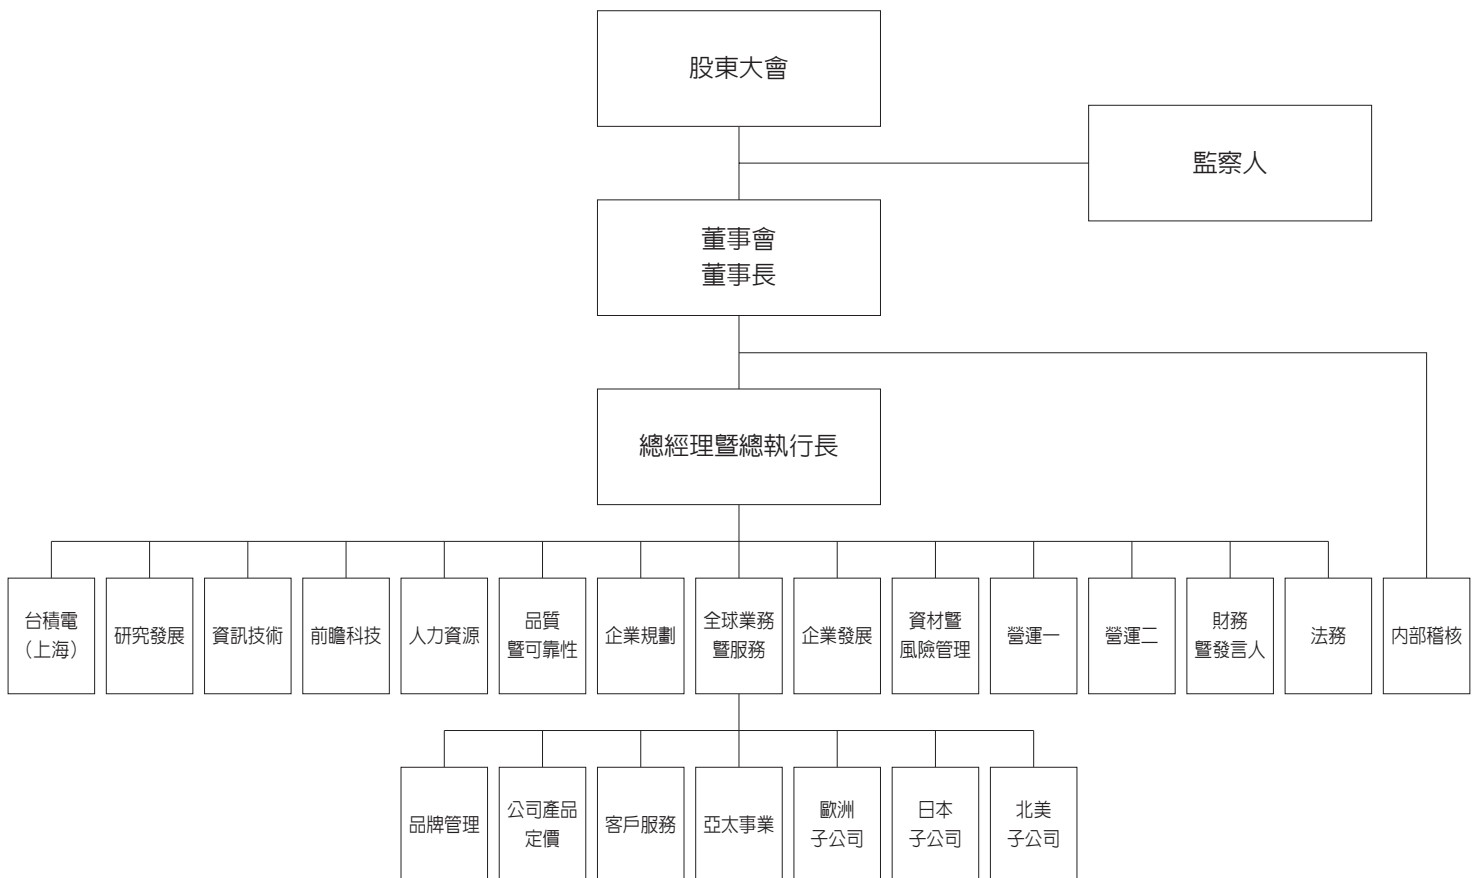 股東大會
監察人
董事會
董事長
總經理暨總執行長
台積電
（上海）
研究發展
資訊技術
前瞻科技
人力資源
品質
暨可靠性
企業規劃
全球業務
暨服務
企業發展
資材暨
風險管理
營運一
營運二
財務
暨發言人
法務
內部稽核
品牌管理
公司產品
定價
客戶服務
亞太事業
歐洲
子公司
日本
子公司
北美
子公司